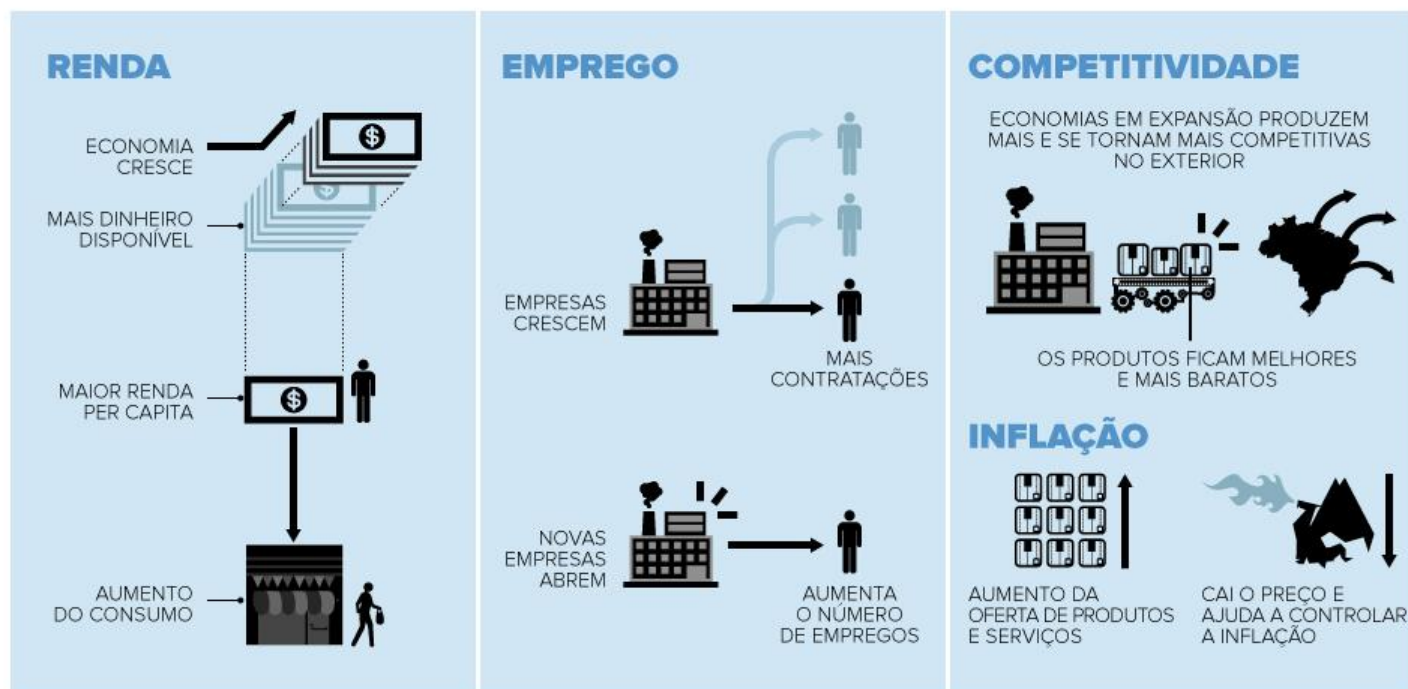 RENDA
ECONOMIA
CRESCE
MAIS DINHEIRO
DISPONÍVEL
MAIOR RENDA
PER CAPITA
AUMENTO
DO CONSUMO
EMPREGO
EMPRESAS
CRESCEM
MAIS
CONTRATAÇÕES
NOVAS
EMPRESAS
ABREM
AUMENTA
O NÚMERO
DE EMPREGOS
COMPETITIVIDADE
ECONOMIAS EM EXPANSÃO PRODUZEM
MAIS E SE TORNAM MAIS COMPETITIVAS
NO EXTERIOR
OS PRODUTOS FICAM MELHORES
E MAIS BARATOS
INFLAÇÃO
AUMENTO DA
OFERTA DE PRODUTOS
E SERVIÇOS
CAI O PREÇO E
AJUDA A CONTROLAR
A INFLAÇÃO